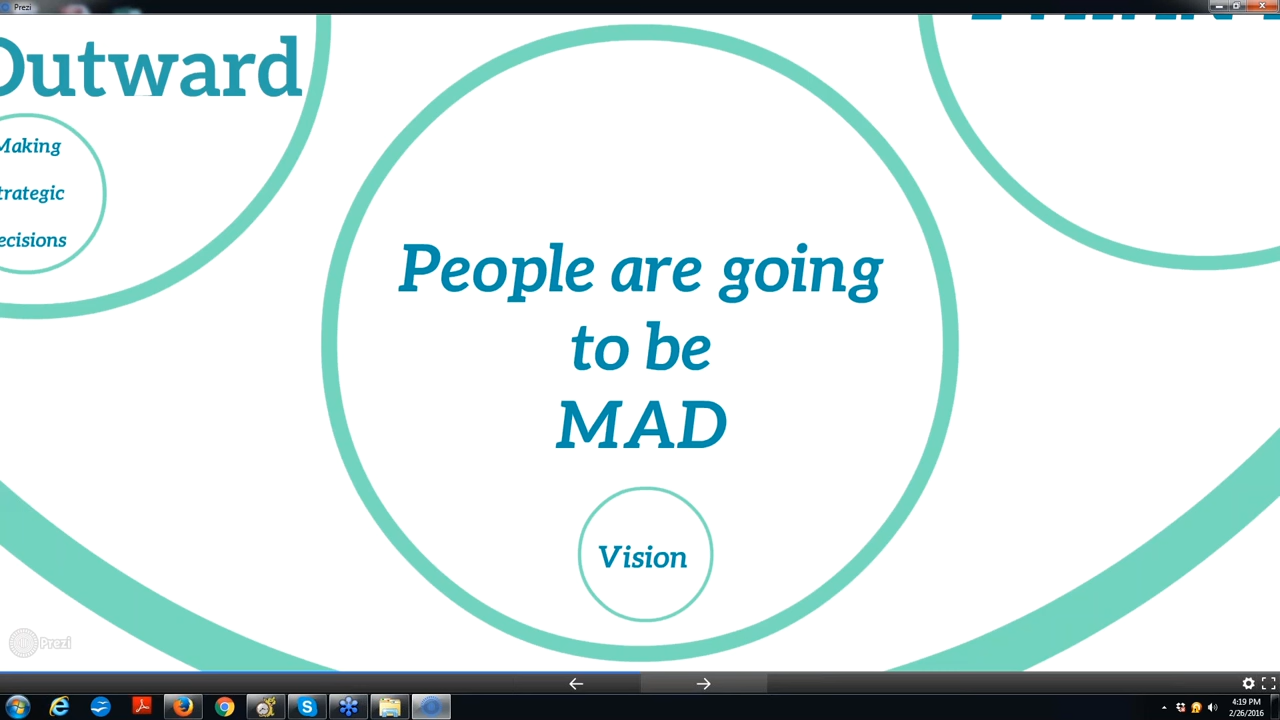 Prezi
Outward
Making
trategic
ecisions
People are going
to be
MAD
Vision
Prezi
4:19 PM
2/26/2016